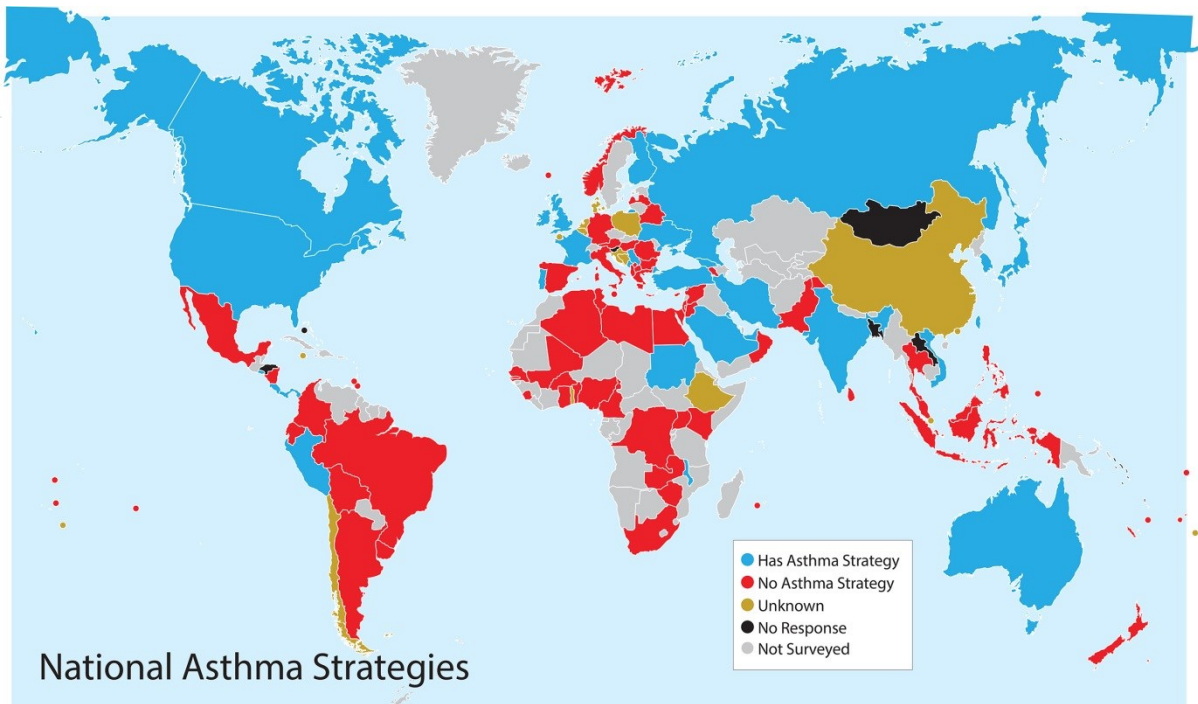 Has Asthma Strategy
No Asthma Strategy
Unknown
No Response
Not Surveyed
National Asthma Strategies